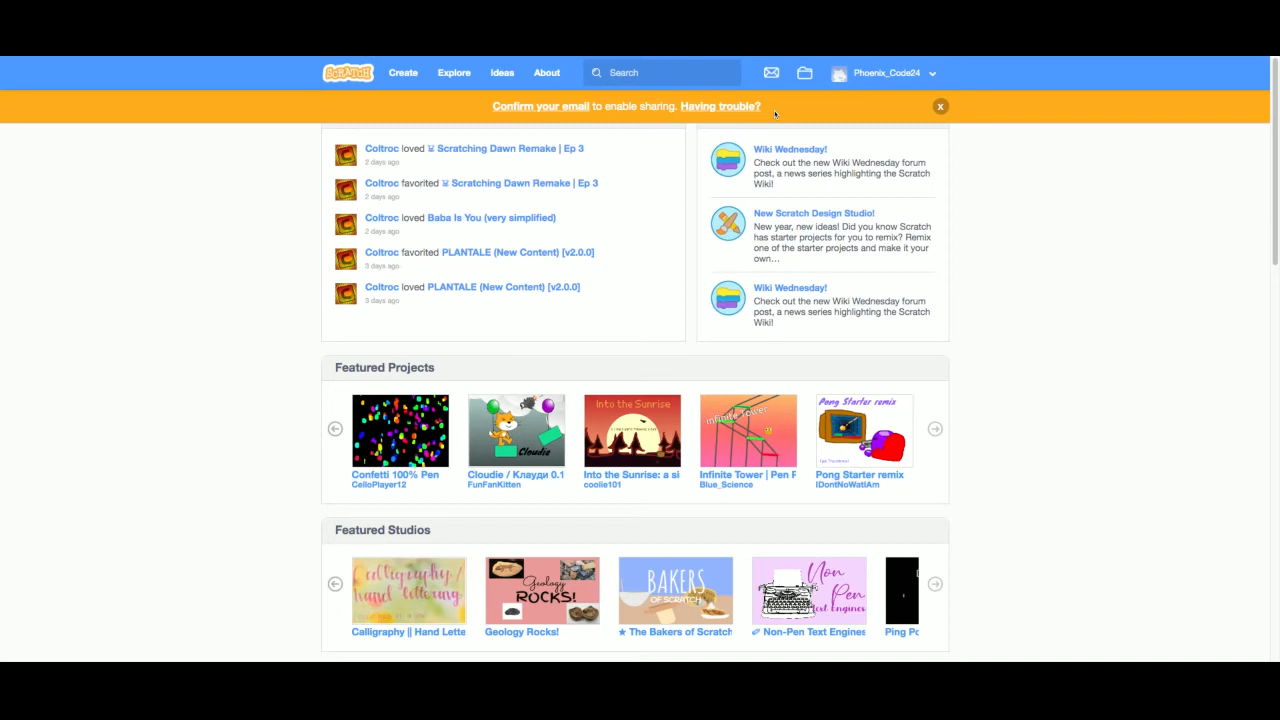 SCRATCH Create Explore Ideas About Search Phoenix_Code24
Confirm your email to enable sharing. Having trouble? x
Coltroc loved Scratching Dawn Remake | Ep 3
2 days ago
Coltroc favorited Scratching Dawn Remake | Ep 3
2 days ago
Coltroc loved Baba Is You (very simplified)
2 days ago
Coltroc favorited PLANTALE (New Content) [v2.0.0]
3 days ago
Coltroc loved PLANTALE (New Content) [v2.0.0]
3 days ago
Wiki Wednesday!
Check out the new Wiki Wednesday forum
post, a news series highlighting the Scratch
Wiki!
New Scratch Design Studio!
New year, new ideas! Did you know Scratch
has starter projects for you to remix? Remix
one of the starter projects and make it your
own…
Wiki Wednesday!
Check out the new Wiki Wednesday forum
post, a news series highlighting the Scratch
Wiki!
Featured Projects
Cloudie
Into the Sunrise
Infinite Tower
Pong Starter remix
Confetti 100% Pen Cloudie / Клауди 0.1 Into the Sunrise: a si Infinite Tower | Pen P Pong Starter remix
CelloPlayer12 FunFanKitten coolie101 Blue_Science IDontNoWatIAm
Featured Studios
Calligraphy /
hand lettering
Geology
ROCKS!
BAKERS
OF SCRATCH
Non
Pen
Text Engines
Calligraphy || Hand Lette Geology Rocks! ★ The Bakers of Scratch Non-Pen Text Engines Ping Po